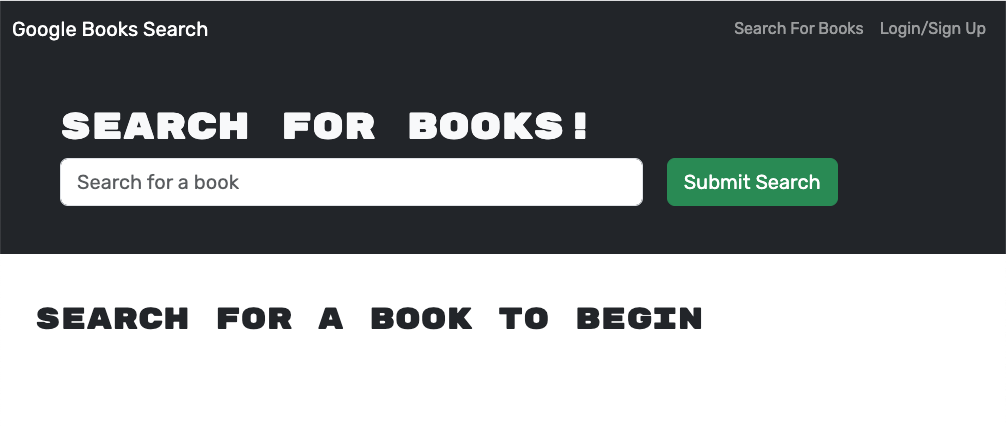 Google Books Search
Search For Books
Login/Sign Up
SEARCH FOR BOOKS!
Search for a book
Submit Search
SEARCH FOR A BOOK TO BEGIN